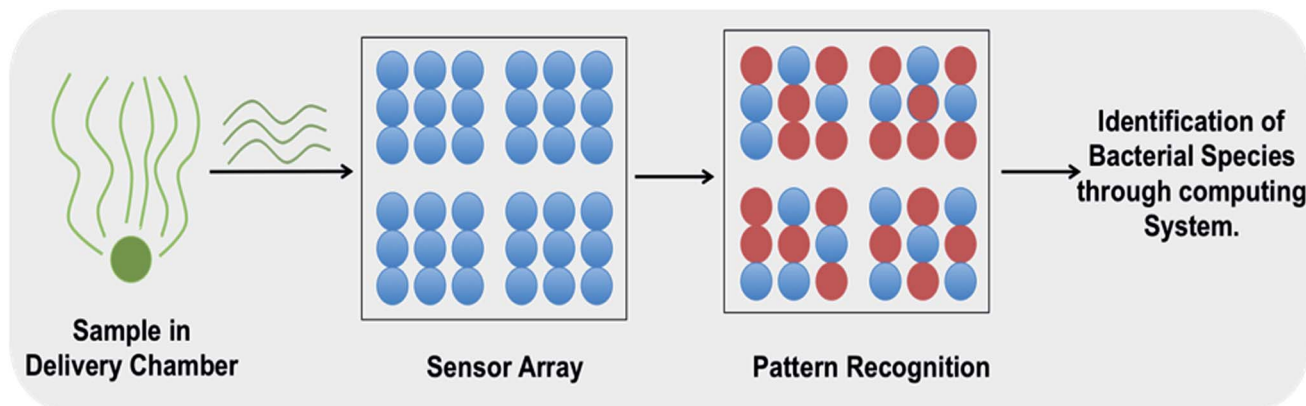 Sample in
Delivery Chamber
Sensor Array
Pattern Recognition
Identification of
Bacterial Species
through computing
System.